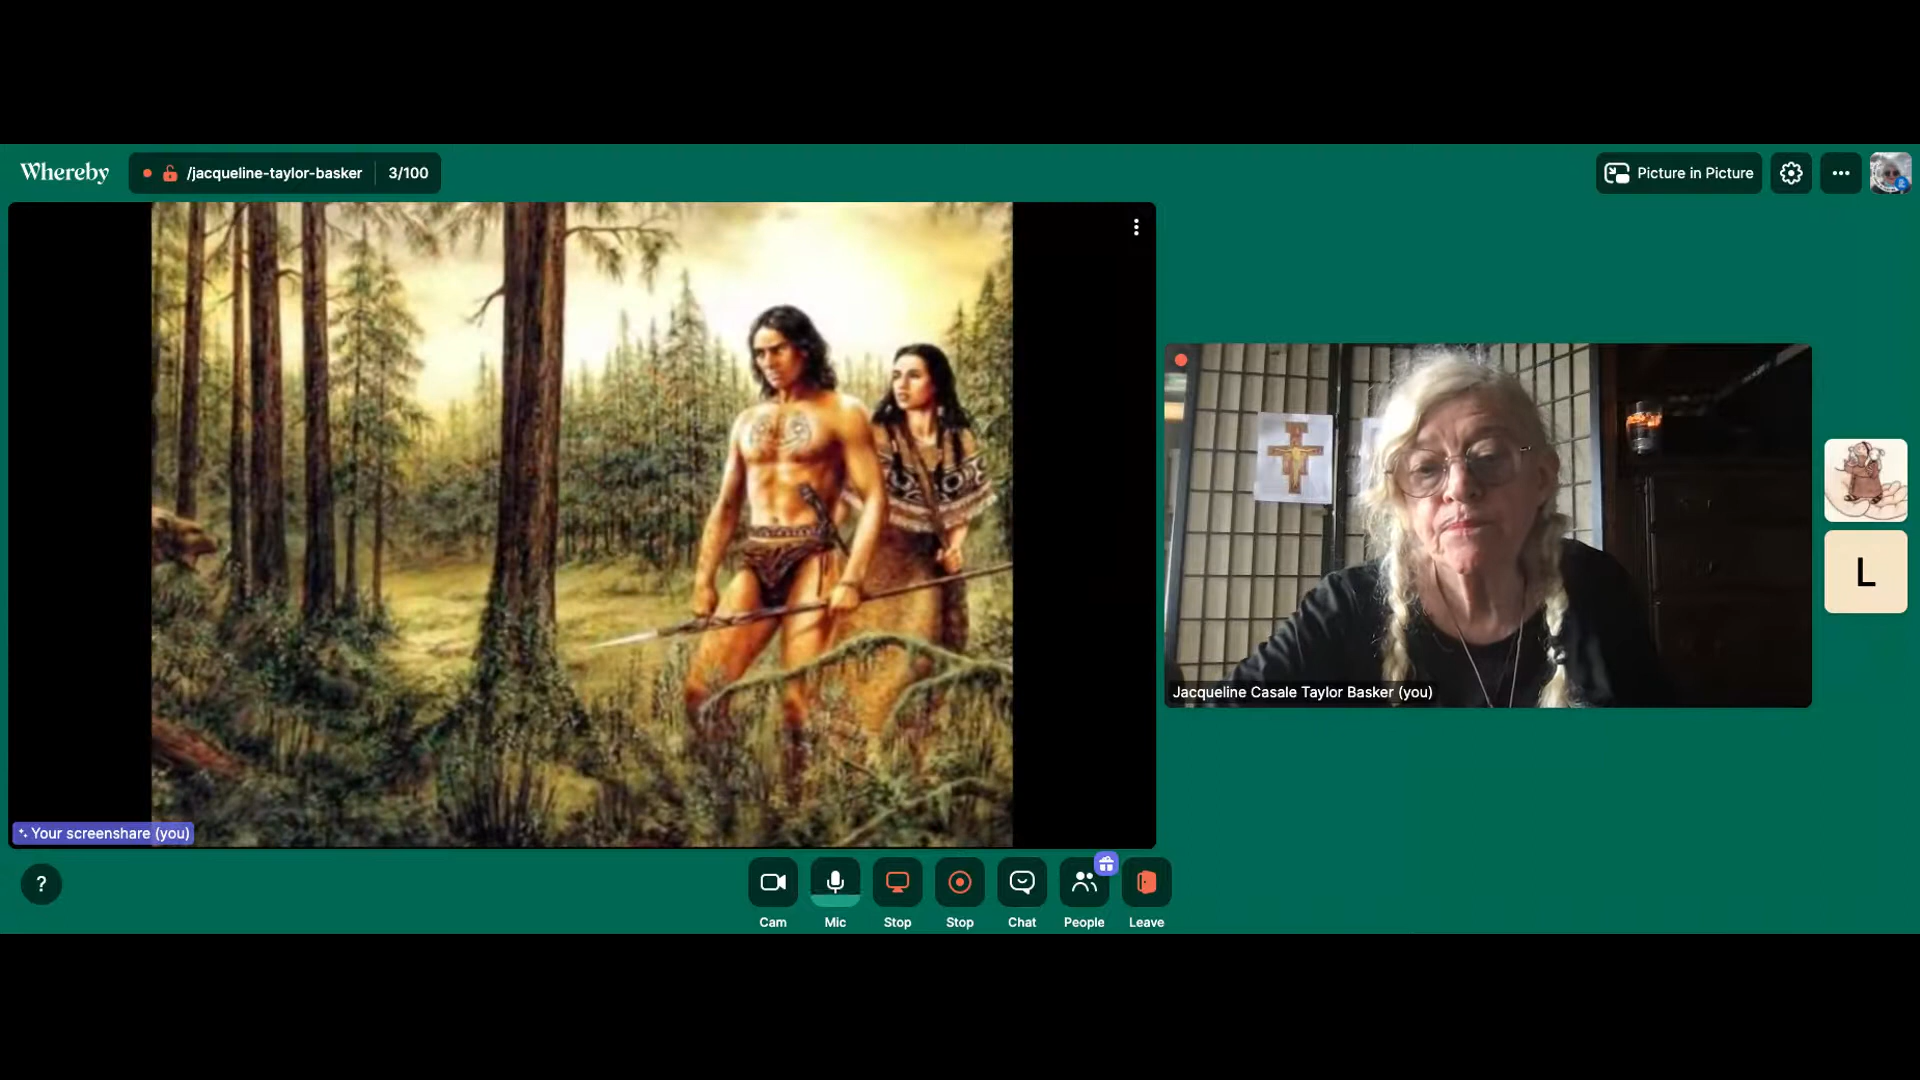 Whereby
/jacqueline-taylor-basker 3/100
Picture in Picture
Your screenshare (you)
Jacqueline Casale Taylor Basker (you)
L
?
Cam Mic Stop Stop Chat People Leave